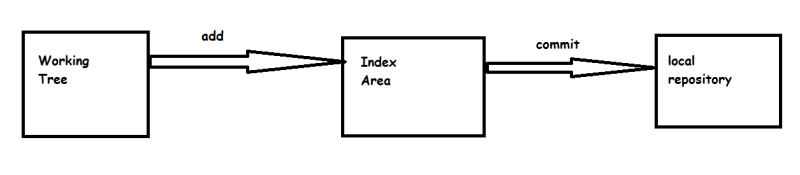 add
commit
Working
Tree
Index
Area
local
repository